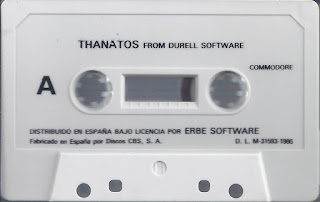 THANATOS FROM DURELL SOFTWARE
COMMODORE
A
DISTRIBUIDO EN ESPAÑA BAJO LICENCIA POR ERBE SOFTWARE
Fabricado en España por Discos CBS, S. A. D. L. M-31593-1986